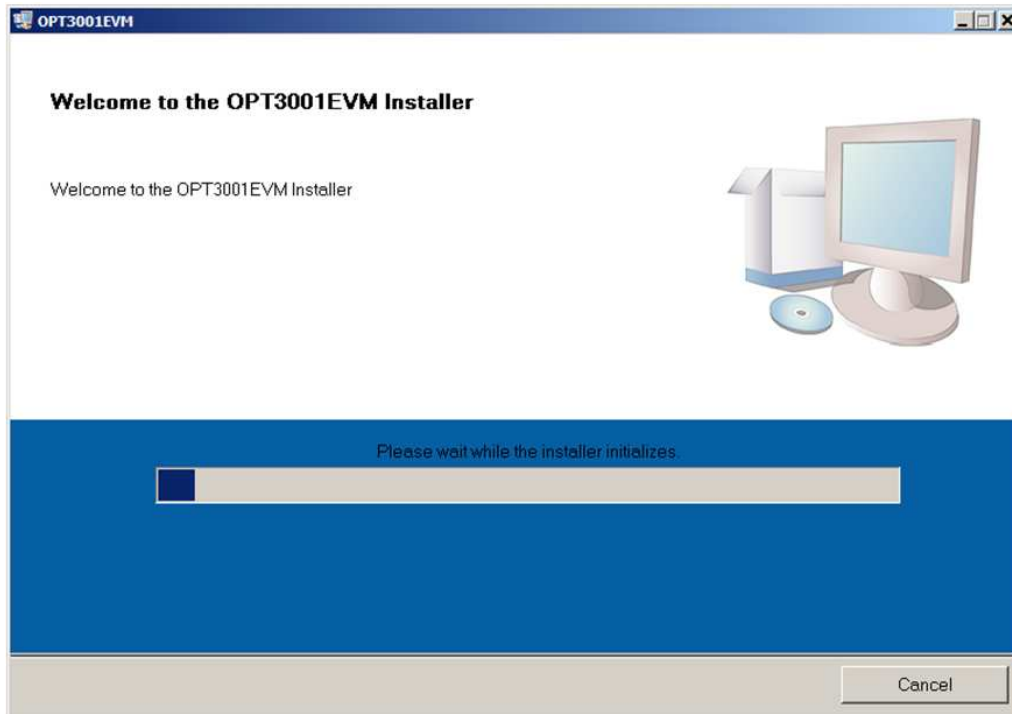 OPT3001EVM
Welcome to the OPT3001EVM Installer
Welcome to the OPT3001EVM Installer
Please wait while the installer initializes.
Cancel